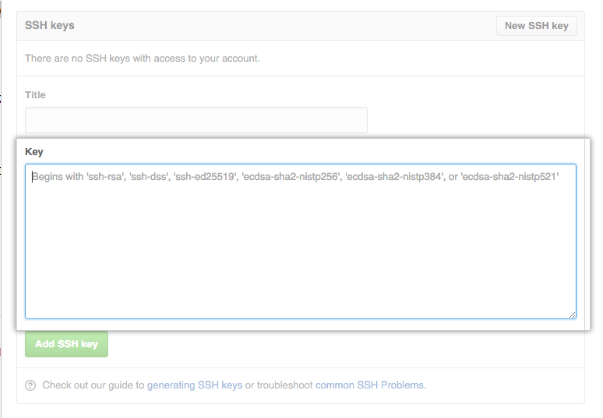 SSH keys
New SSH key
There are no SSH keys with access to your account.
Title
Key
Begins with 'ssh-rsa', 'ssh-dss', 'ssh-ed25519', 'ecdsa-sha2-nistp256', 'ecdsa-sha2-nistp384', or 'ecdsa-sha2-nistp521'
Add SSH key
Check out our guide to generating SSH keys or troubleshoot common SSH Problems.